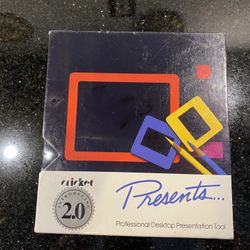 cricket
Presents...
2.0
Professional Desktop Presentation Tool